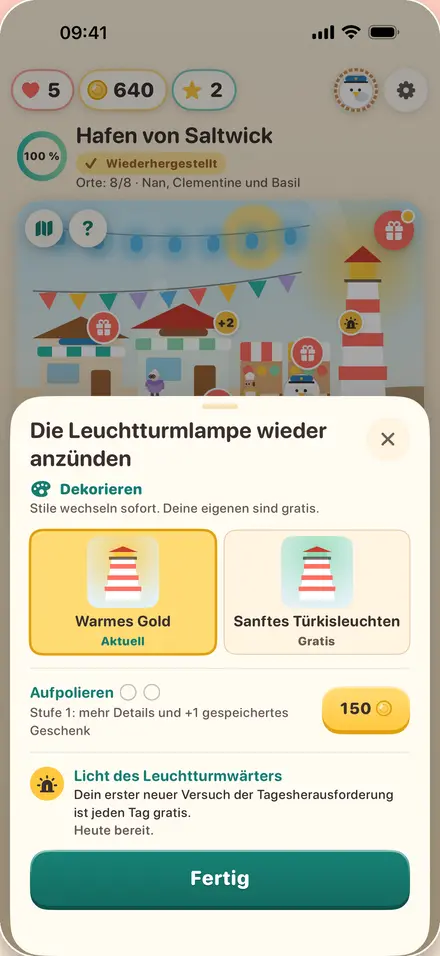 09:41
5
640
2
100 %
Hafen von Saltwick
Wiederhergestellt
Orte: 8/8 · Nan, Clementine und Basil
?
+2
Die Leuchtturmlampe wieder
anzünden
Dekorieren
Stile wechseln sofort. Deine eigenen sind gratis.
Warmes Gold
Aktuell
Sanftes Türkisleuchten
Gratis
Aufpolieren
Stufe 1: mehr Details und +1 gespeichertes
Geschenk
150
Licht des Leuchtturmwärters
Dein erster neuer Versuch der Tagesherausforderung
ist jeden Tag gratis.
Heute bereit.
Fertig